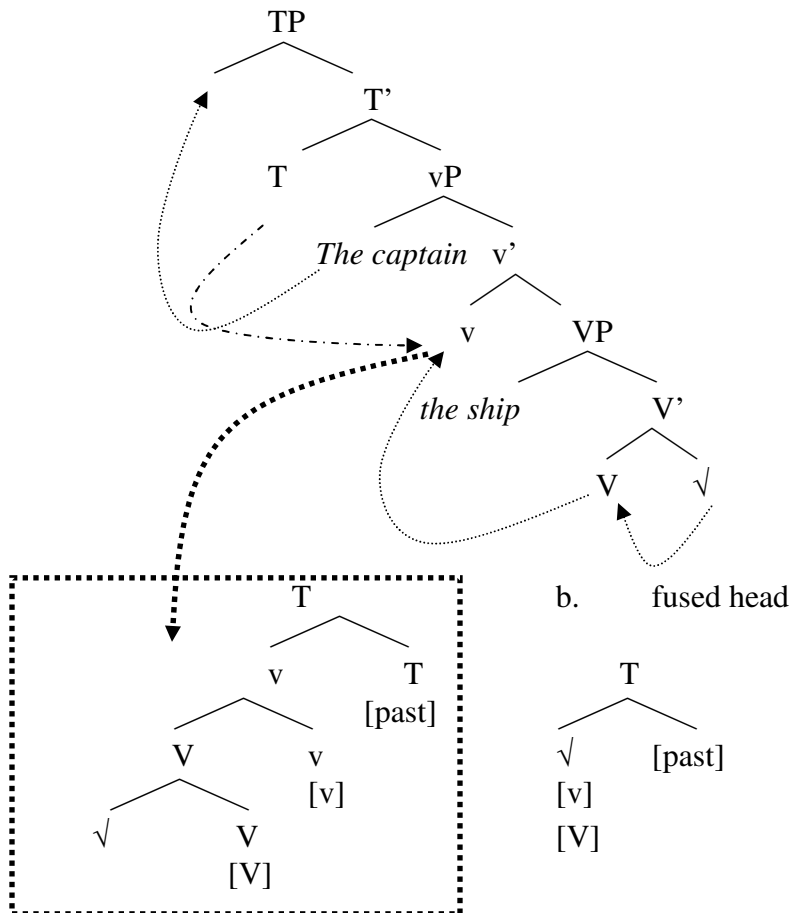 TP
T’
T vP
The captain v’
v VP
the ship V’
V √
T b. fused head
v T T
[past]
V v √ [past]
[v] [v]
√ V [V]
[V]